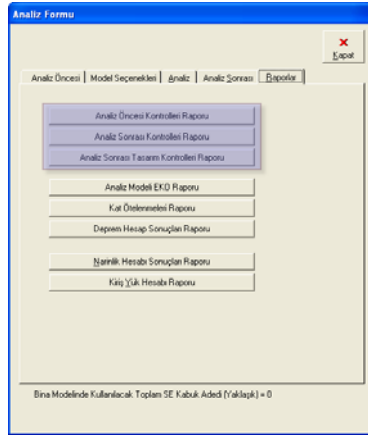 Analiz Formu
Kapat
Analiz Öncesi Model Seçenekleri Analiz Analiz Sonrası Raporlar
Analiz Öncesi Kontrolleri Raporu
Analiz Sonrası Kontrolleri Raporu
Analiz Sonrası Tasarım Kontrolleri Raporu
Analiz Modeli EKO Raporu
Kat Ötelenmeleri Raporu
Deprem Hesap Sonuçları Raporu
Narinlik Hesabı Sonuçları Raporu
Kiriş Yük Hesabı Raporu
Bina Modelinde Kullanılacak Toplam SE Kabuk Adedi (Yaklaşık) = 0